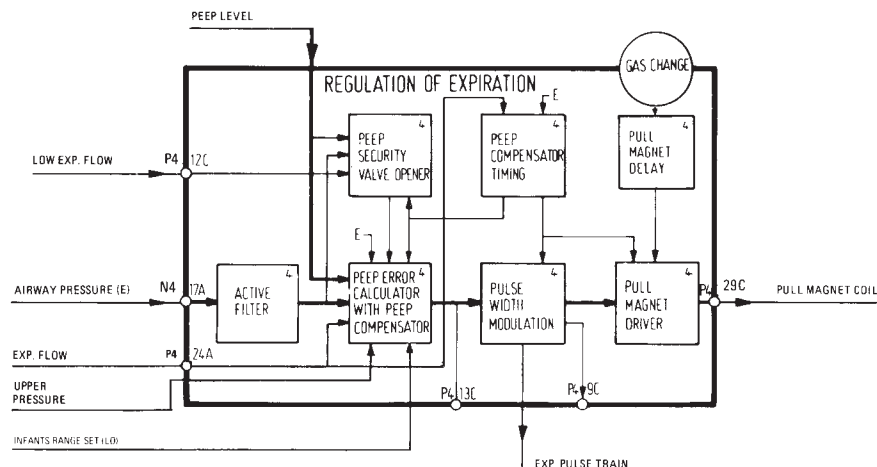 PEEP LEVEL
GAS CHANGE
REGULATION OF EXPIRATION
E
4
PEEP
SECURITY
VALVE OPENER
4
PEEP
COMPENSATOR
TIMING
4
PULL
MAGNET
DELAY
LOW EXP. FLOW
P4
12C
E
AIRWAY PRESSURE (E)
N4
17A
4
ACTIVE
FILTER
4
PEEP ERROR
CALCULATOR
WITH PEEP
COMPENSATOR
4
PULSE
WIDTH
MODULATION
4
PULL
MAGNET
DRIVER
P4
29C
PULL MAGNET COIL
EXP. FLOW
P4
24A
UPPER
PRESSURE
P4
13C
P4
9C
INFANTS RANGE SET (LO)
EXP. PULSE TRAIN